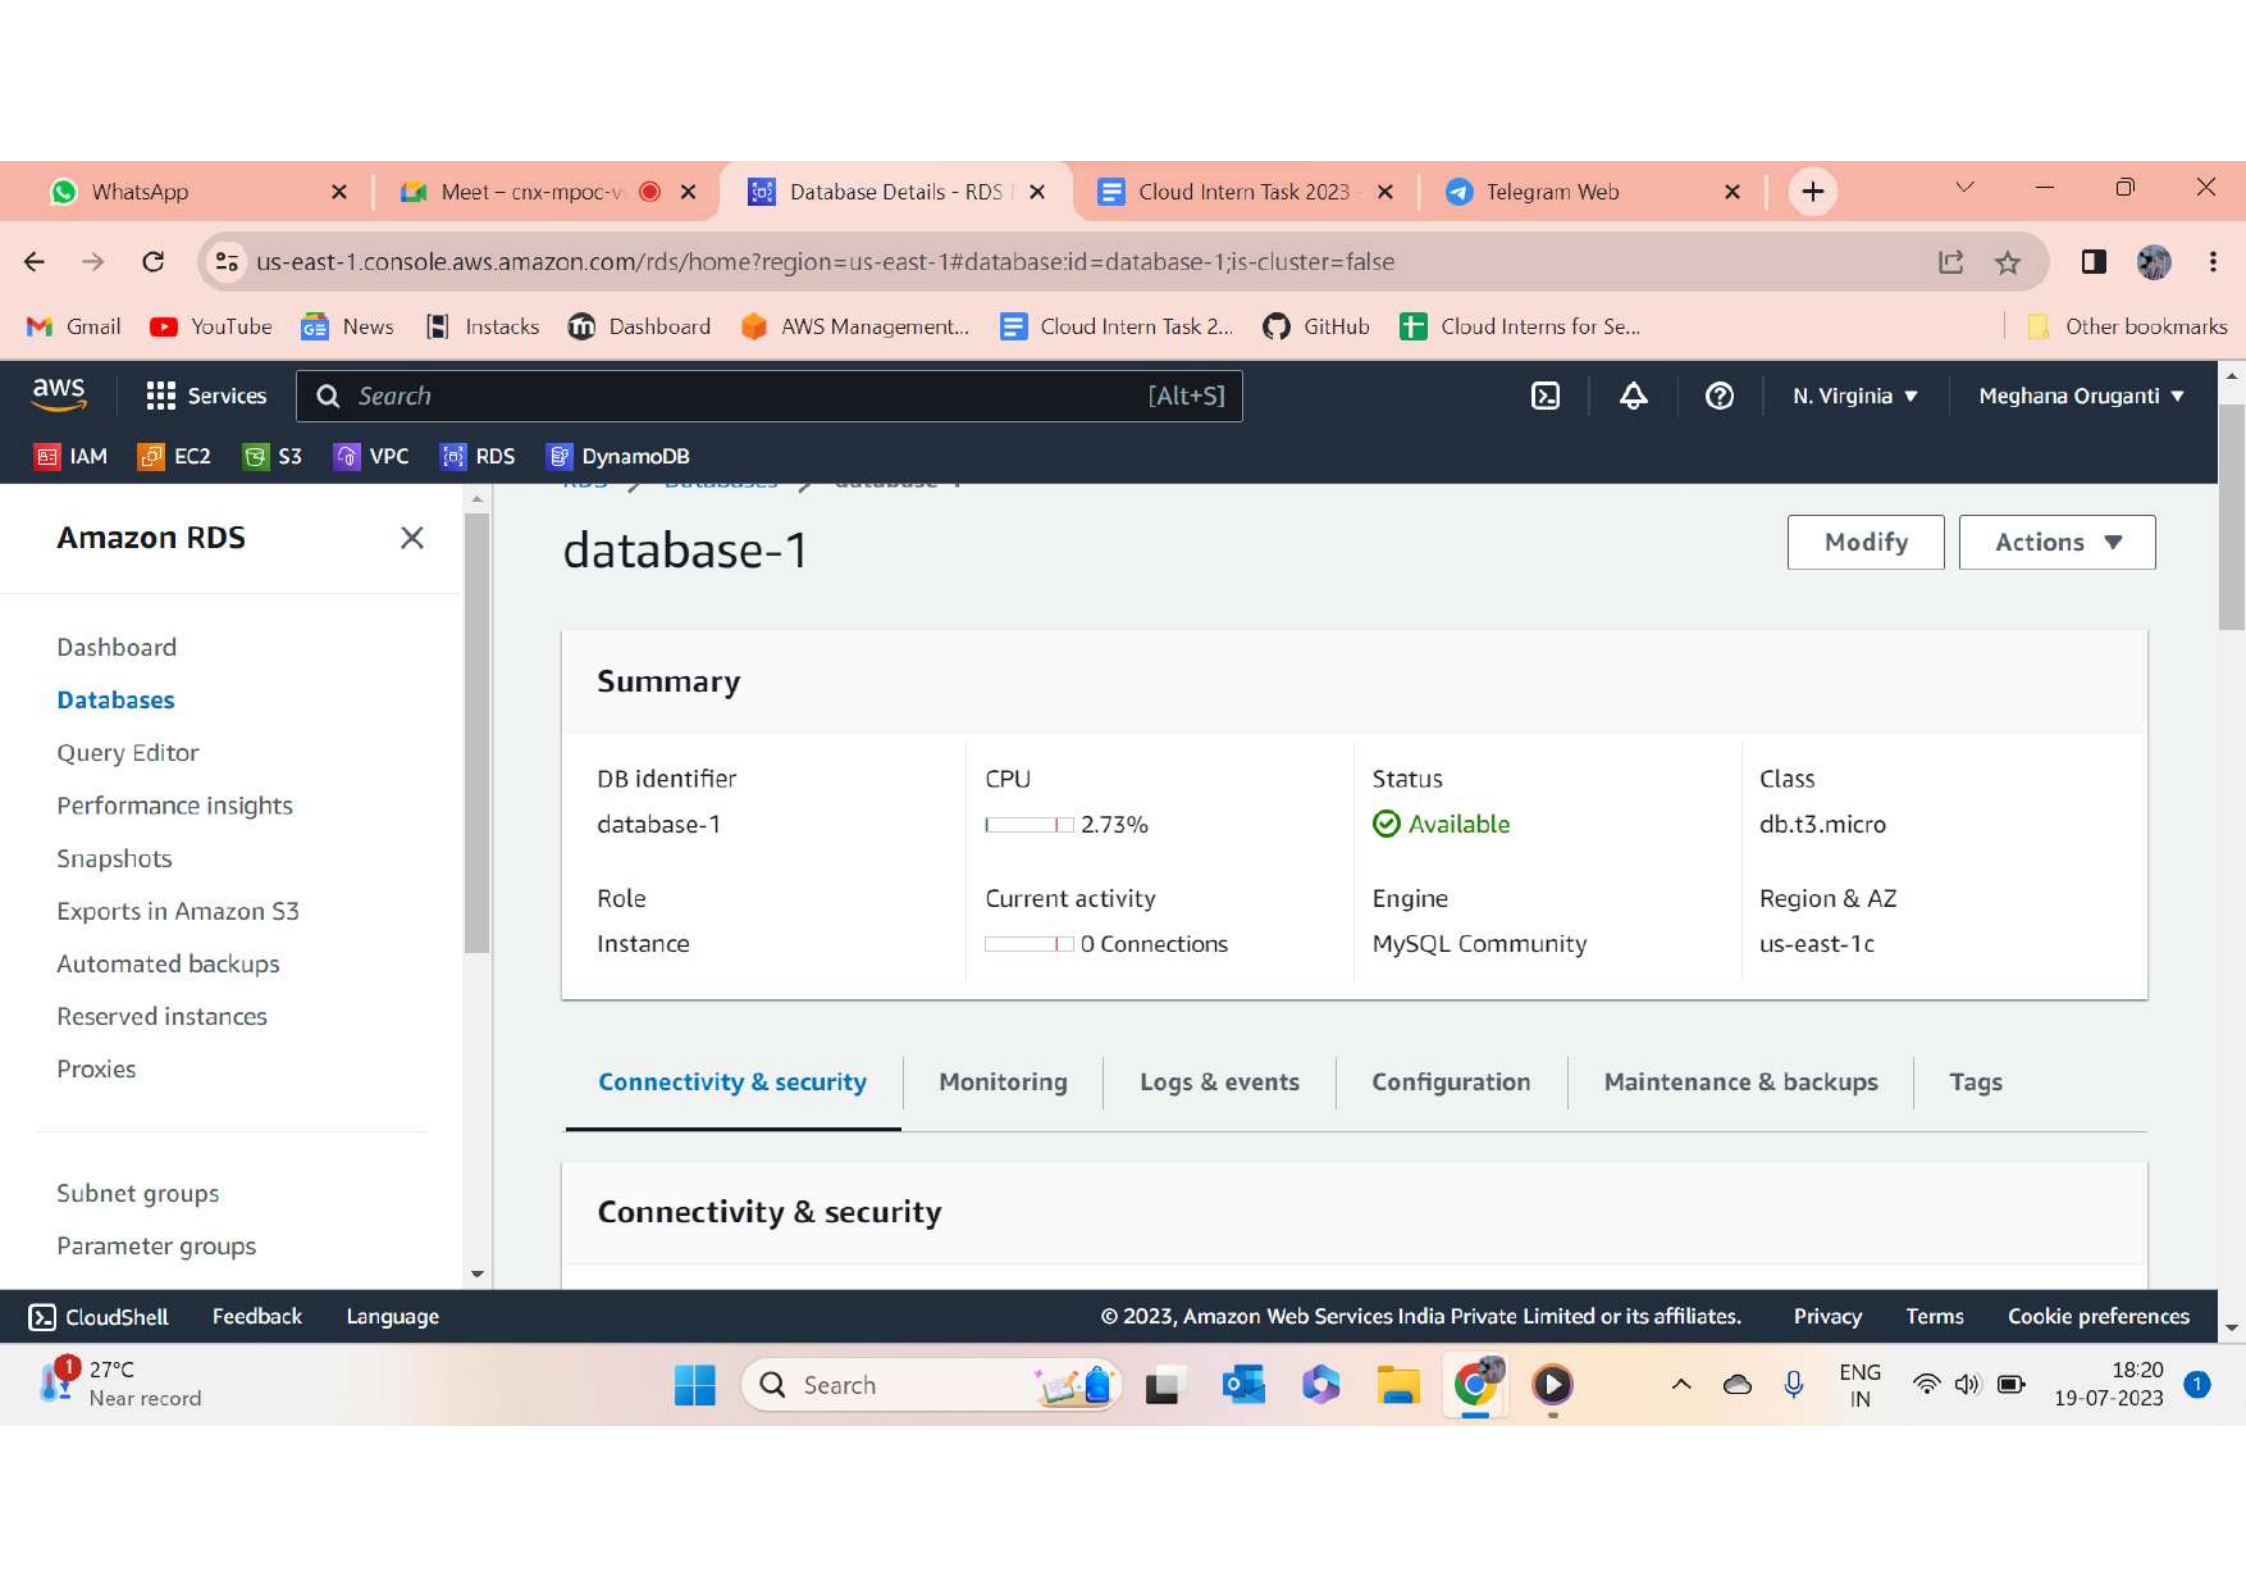 WhatsApp Meet – cnx-mpoc-v Database Details - RDS Cloud Intern Task 2023 - Telegram Web
us-east-1.console.aws.amazon.com/rds/home?region=us-east-1#database:id=database-1;is-cluster=false
Gmail YouTube GE News Instacks Dashboard AWS Management... Cloud Intern Task 2... GitHub Cloud Interns for Se... Other bookmarks
aws Services Search [Alt+S] N. Virginia Meghana Oruganti
IAM EC2 S3 VPC RDS DynamoDB
RDS > Databases > database-1
Amazon RDS
database-1
Modify Actions
Dashboard
Databases
Query Editor
Performance insights
Snapshots
Exports in Amazon S3
Automated backups
Reserved instances
Proxies
Subnet groups
Parameter groups
Summary
DB identifier CPU Status Class
database-1 2.73% Available db.t3.micro
Role Current activity Engine Region & AZ
Instance 0 Connections MySQL Community us-east-1c
Connectivity & security Monitoring Logs & events Configuration Maintenance & backups Tags
Connectivity & security
CloudShell Feedback Language © 2023, Amazon Web Services India Private Limited or its affiliates. Privacy Terms Cookie preferences
1 27°C
Near record
Search
ENG
IN
18:20
19-07-2023
1